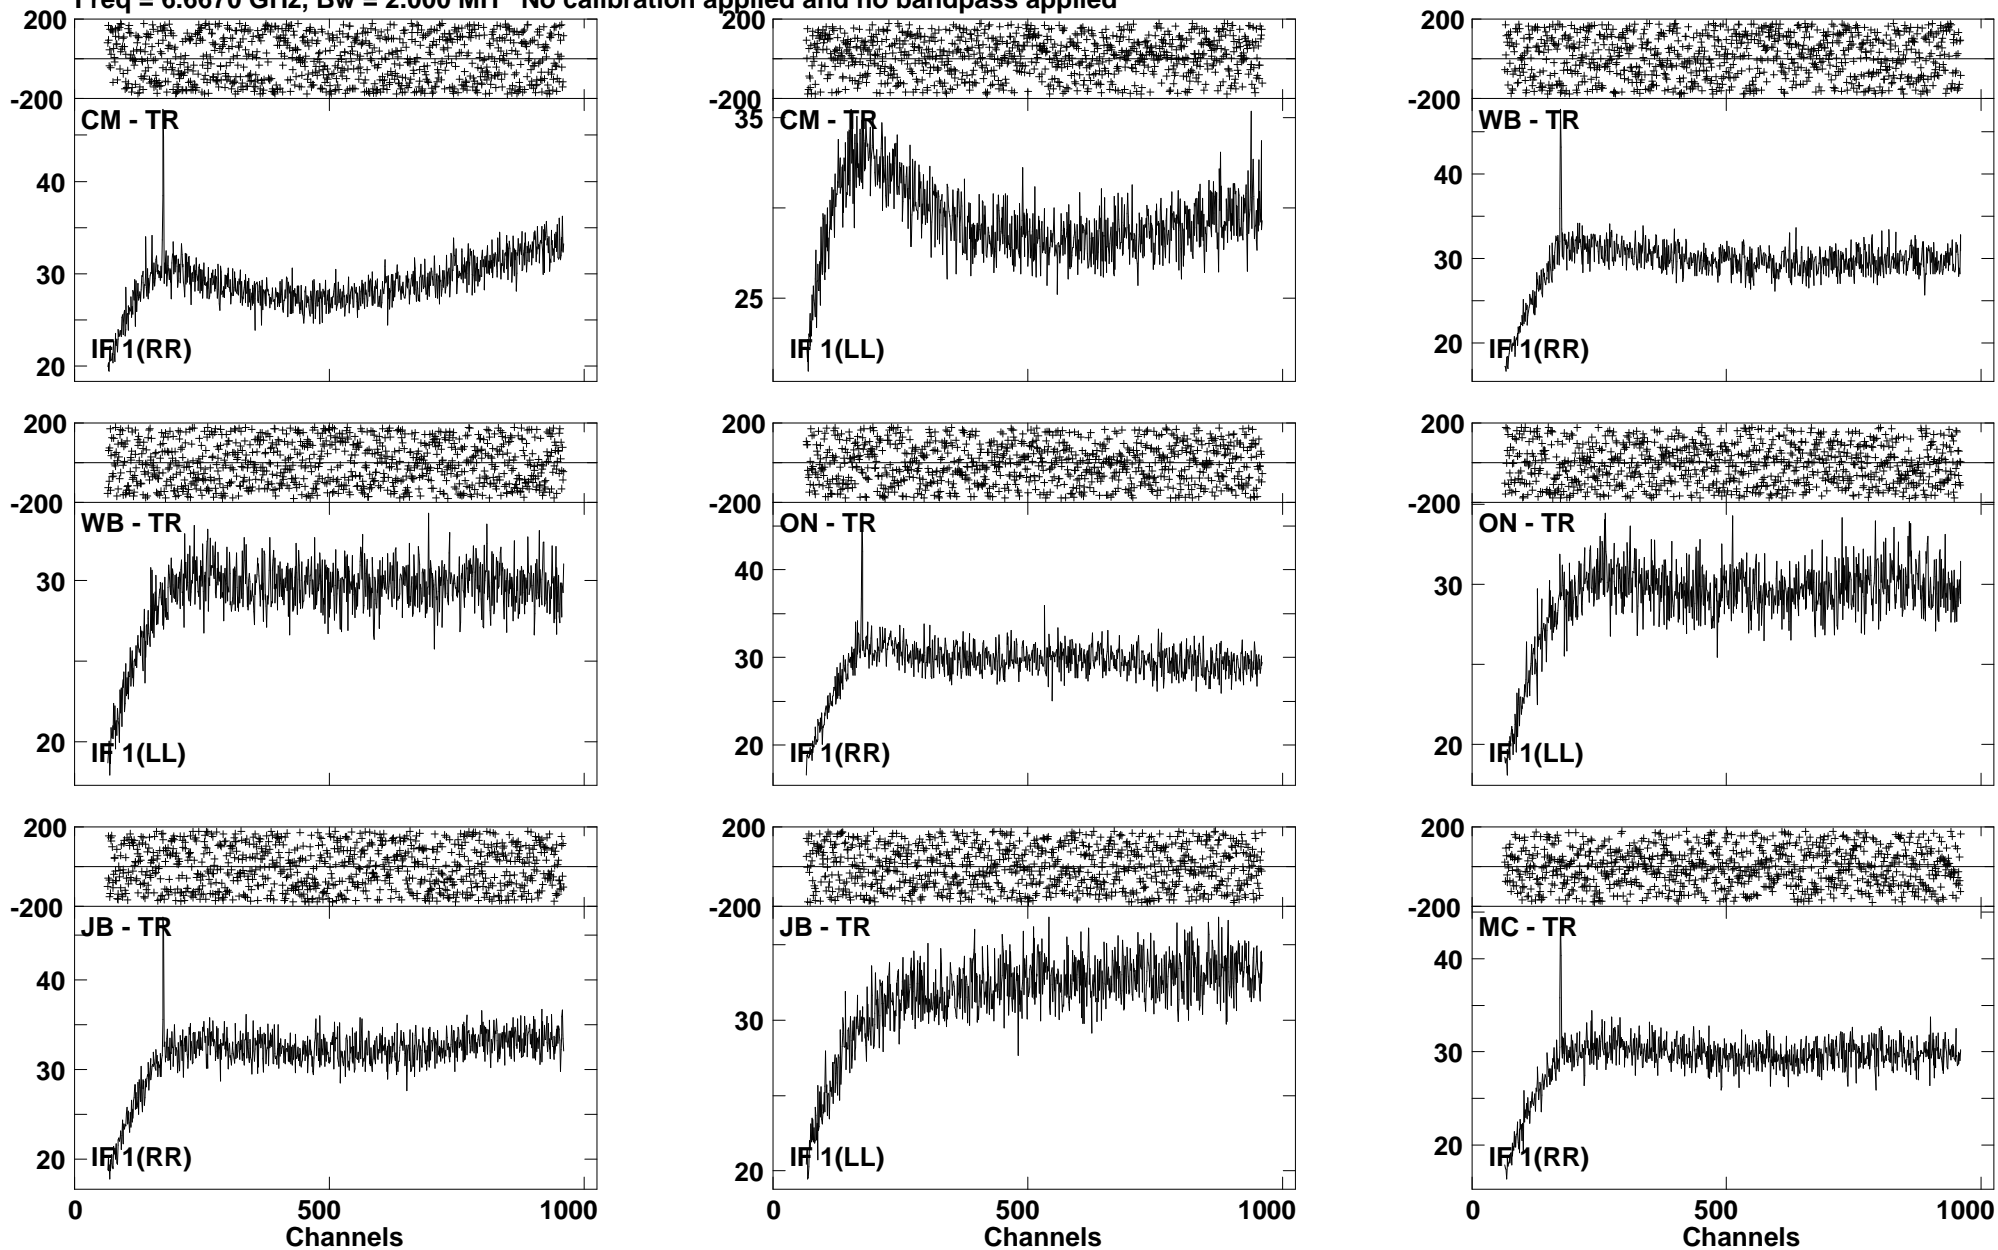 Freq = 6.6670 GHz, Bw = 2.000 MH No calibration applied and no bandpass applied
200
-200
CM - TR
40
30
20
IF 1(RR)
-200
CM - TR
35
25
IF 1(LL)
200
-200
WB - TR
40
30
20
IF 1(RR)
200
-200
WB - TR
30
20
IF 1(LL)
200
-200
ON - TR
40
30
20
IF 1(RR)
200
-200
ON - TR
30
20
IF 1(LL)
200
-200
JB - TR
40
30
20
IF 1(RR)
0 500 1000
Channels
200
-200
JB - TR
30
20
IF 1(LL)
0 500 1000
Channels
200
-200
MC - TR
40
30
20
IF 1(RR)
0 500 1000
Channels